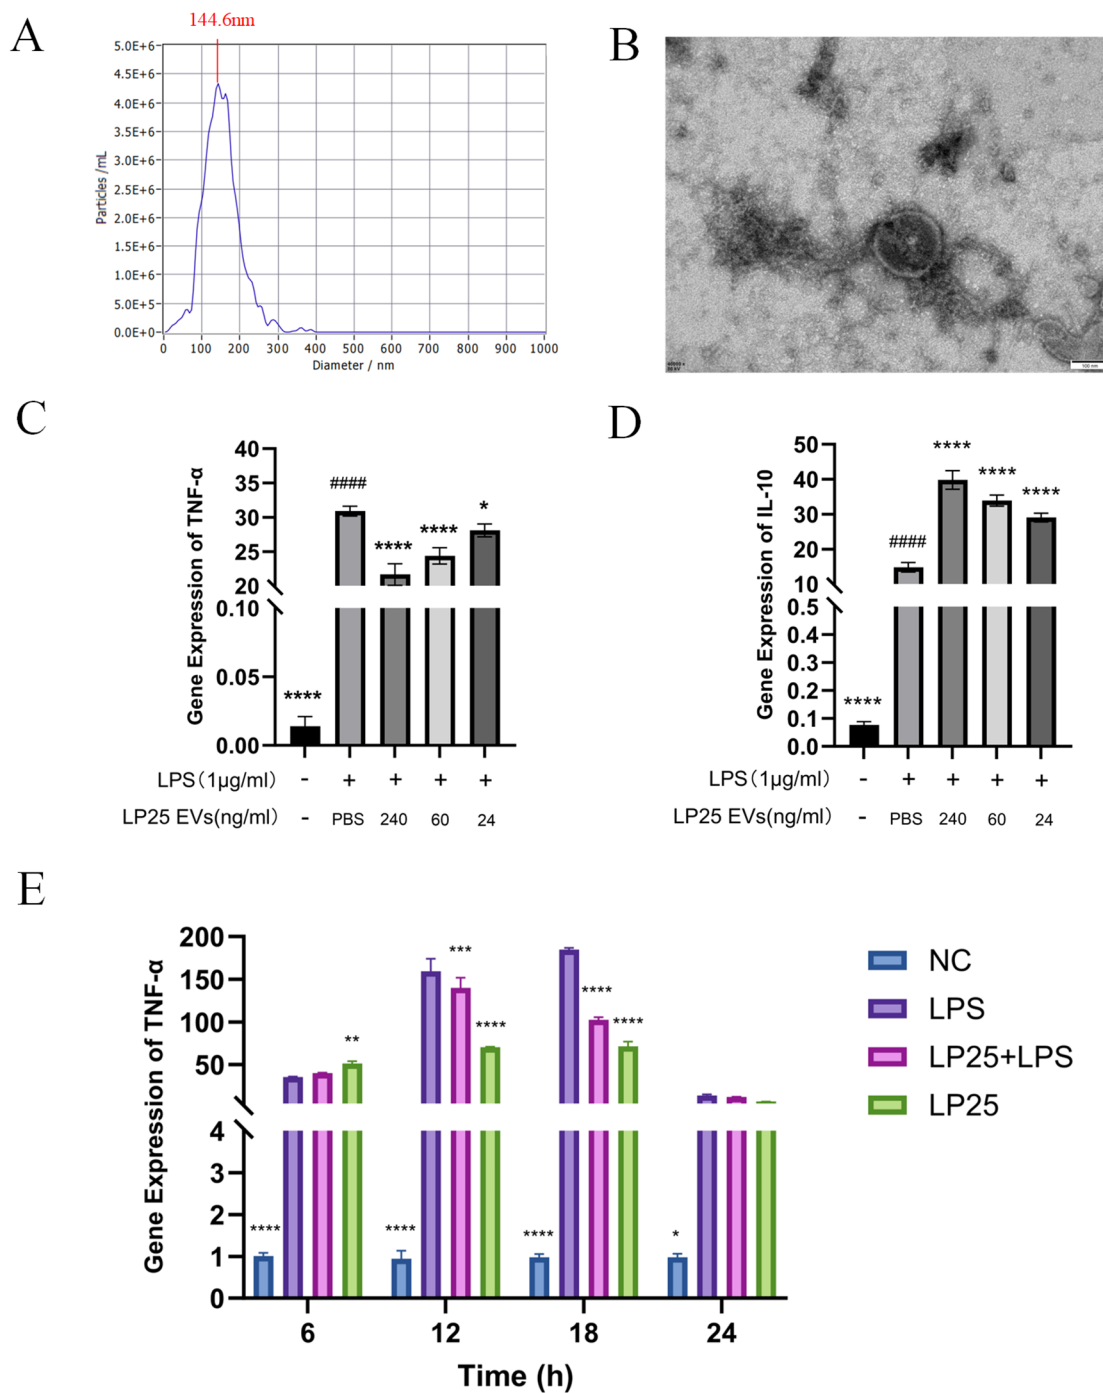 A
144.6nm
5.0E+6
4.5E+6
4.0E+6
3.5E+6
3.0E+6
2.5E+6
2.0E+6
1.5E+6
1.0E+6
5.0E+5
0.0E+0
Particles /mL
0 100 200 300 400 500 600 700 800 900 1000
Diameter / nm
B
100 nm
C
Gene Expression of TNF-α
40
35
30
25
20
0.10
0.05
0.00
****
####
****
****
*
LPS(1μg/ml) - + + + +
LP25 EVs(ng/ml) - PBS 240 60 24
D
Gene Expression of IL-10
50
40
30
20
10
0.5
0.4
0.3
0.2
0.1
0.0
****
####
****
****
****
LPS(1μg/ml) - + + + +
LP25 EVs(ng/ml) - PBS 240 60 24
E
Gene Expression of TNF-α
200
150
100
50
4
3
2
1
0
****
**
****
***
****
****
****
****
*
6 12 18 24
Time (h)
NC
LPS
LP25+LPS
LP25